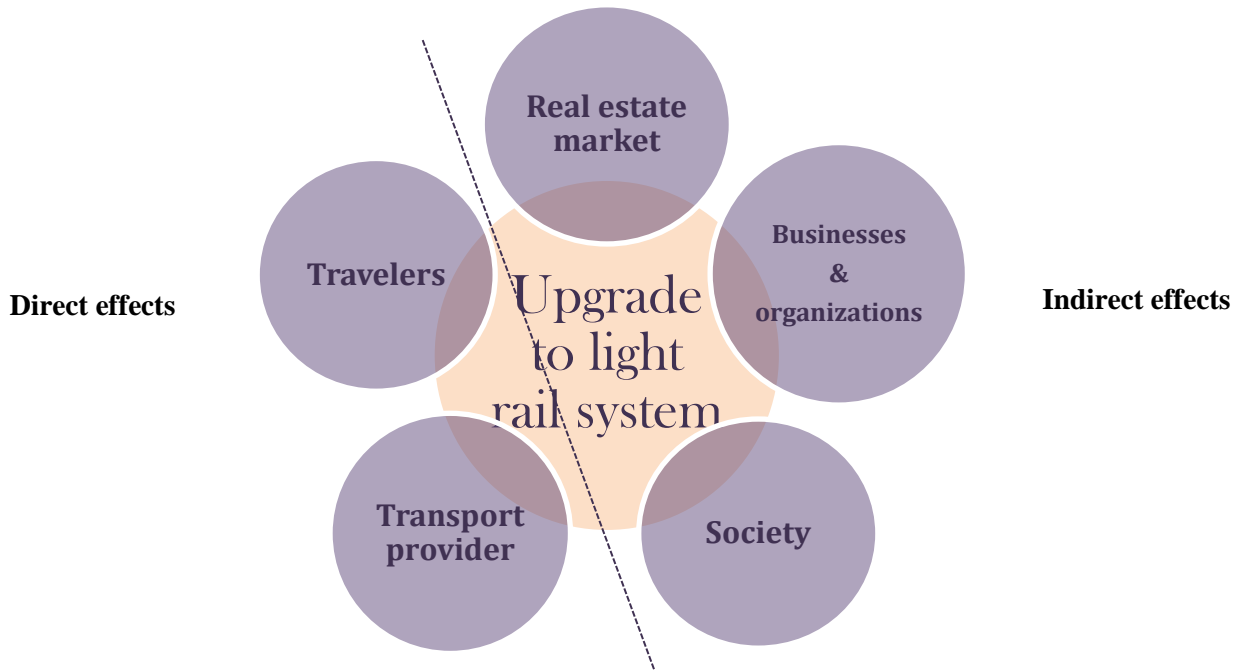 Real estate
market
Businesses
&
organizations
Travelers
Upgrade
to light
rail system
Direct effects
Indirect effects
Transport
provider
Society